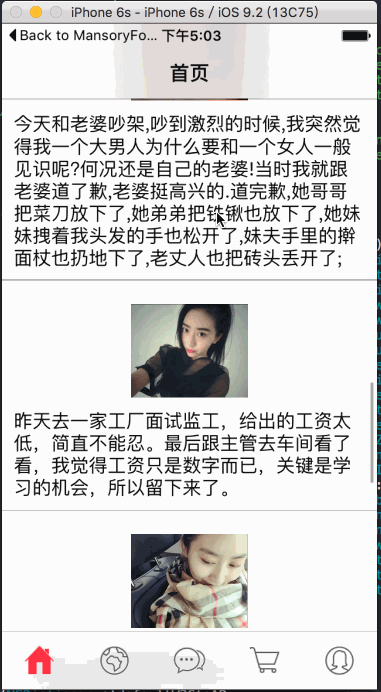 iPhone 6s - iPhone 6s / iOS 9.2 (13C75)
Back to MansoryFo... 下午5:03
首页
今天和老婆吵架,吵到激烈的时候,我突然觉
得我一个大男人为什么要和一个女人一般
见识呢?何况还是自己的老婆!当时我就跟
老婆道了歉,老婆挺高兴的.道完歉,她哥哥
把菜刀放下了,她弟弟把铁锹也放下了,她妹
妹拽着我头发的手也松开了,妹夫手里的擀
面杖也扔地下了,老丈人也把砖头丢开了;
昨天去一家工厂面试监工，给出的工资太
低，简直不能忍。最后跟主管去车间看了
看，我觉得工资只是数字而已，关键是学
习的机会，所以留下来了。